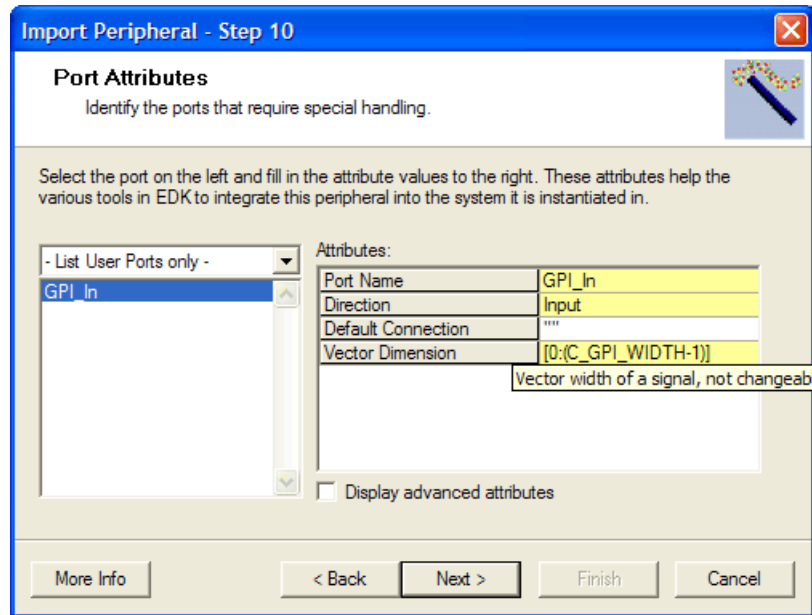 Import Peripheral - Step 10
Port Attributes
Identify the ports that require special handling.
Select the port on the left and fill in the attribute values to the right. These attributes help the
various tools in EDK to integrate this peripheral into the system it is instantiated in.
- List User Ports only -
GPI_In
Attributes:
Port Name GPI_In
Direction Input
Default Connection ""
Vector Dimension [0:(C_GPI_WIDTH-1)]
Vector width of a signal, not changeab
Display advanced attributes
More Info < Back Next > Finish Cancel